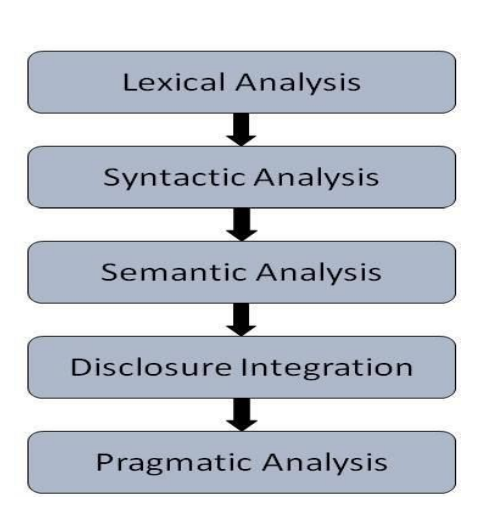 Lexical Analysis
Syntactic Analysis
Semantic Analysis
Disclosure Integration
Pragmatic Analysis